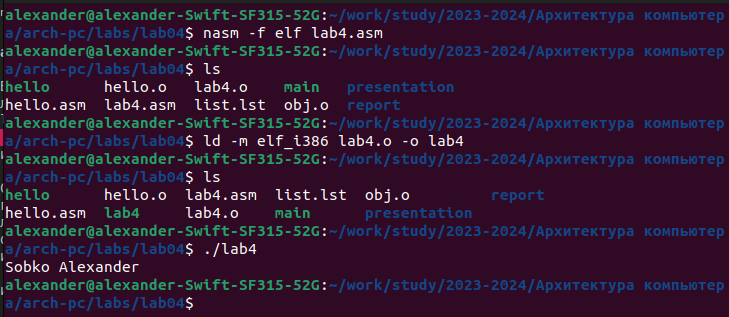 alexander@alexander-Swift-SF315-52G:~/work/study/2023-2024/Архитектура компьютер
а/arch-pc/labs/lab04$ nasm -f elf lab4.asm
alexander@alexander-Swift-SF315-52G:~/work/study/2023-2024/Архитектура компьютер
а/arch-pc/labs/lab04$ ls
hello hello.o lab4.o main presentation
hello.asm lab4.asm list.lst obj.o report
alexander@alexander-Swift-SF315-52G:~/work/study/2023-2024/Архитектура компьютер
а/arch-pc/labs/lab04$ ld -m elf_i386 lab4.o -o lab4
alexander@alexander-Swift-SF315-52G:~/work/study/2023-2024/Архитектура компьютер
а/arch-pc/labs/lab04$ ls
hello hello.o lab4.asm list.lst obj.o report
hello.asm lab4 lab4.o main presentation
alexander@alexander-Swift-SF315-52G:~/work/study/2023-2024/Архитектура компьютер
а/arch-pc/labs/lab04$ ./lab4
Sobko Alexander
alexander@alexander-Swift-SF315-52G:~/work/study/2023-2024/Архитектура компьютер
а/arch-pc/labs/lab04$